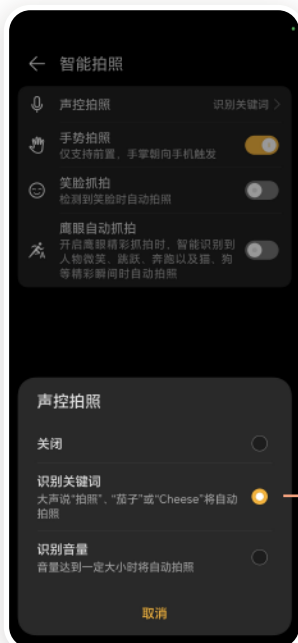 智能拍照
声控拍照 识别关键词
手势拍照
仅支持前置，手掌朝向手机触发
笑脸抓拍
检测到笑脸时自动拍照
鹰眼自动抓拍
开启鹰眼精彩抓拍时，智能识别到
人物微笑、跳跃、奔跑以及猫、狗
等精彩瞬间时自动拍照
声控拍照
关闭
识别关键词
大声说“拍照”、“茄子”或“Cheese”将自动
拍照
识别音量
音量达到一定大小时将自动拍照
取消